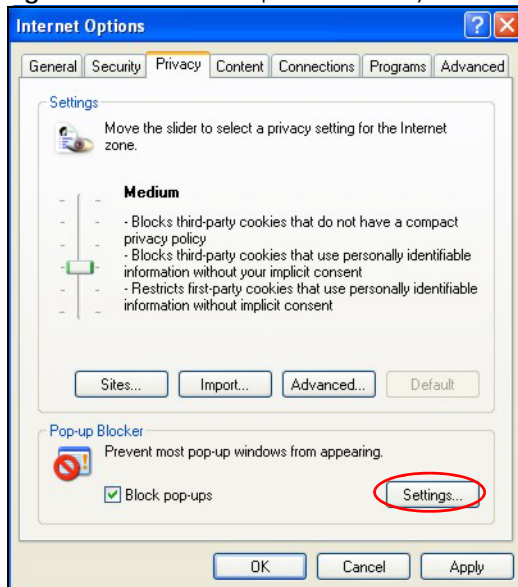 Internet Options
General Security Privacy Content Connections Programs Advanced
Settings
Move the slider to select a privacy setting for the Internet
zone.
Medium
- Blocks third-party cookies that do not have a compact
privacy policy
- Blocks third-party cookies that use personally identifiable
information without your implicit consent
- Restricts first-party cookies that use personally identifiable
information without implicit consent
Sites... Import... Advanced... Default
Pop-up Blocker
Prevent most pop-up windows from appearing.
Block pop-ups
Settings...
OK Cancel Apply